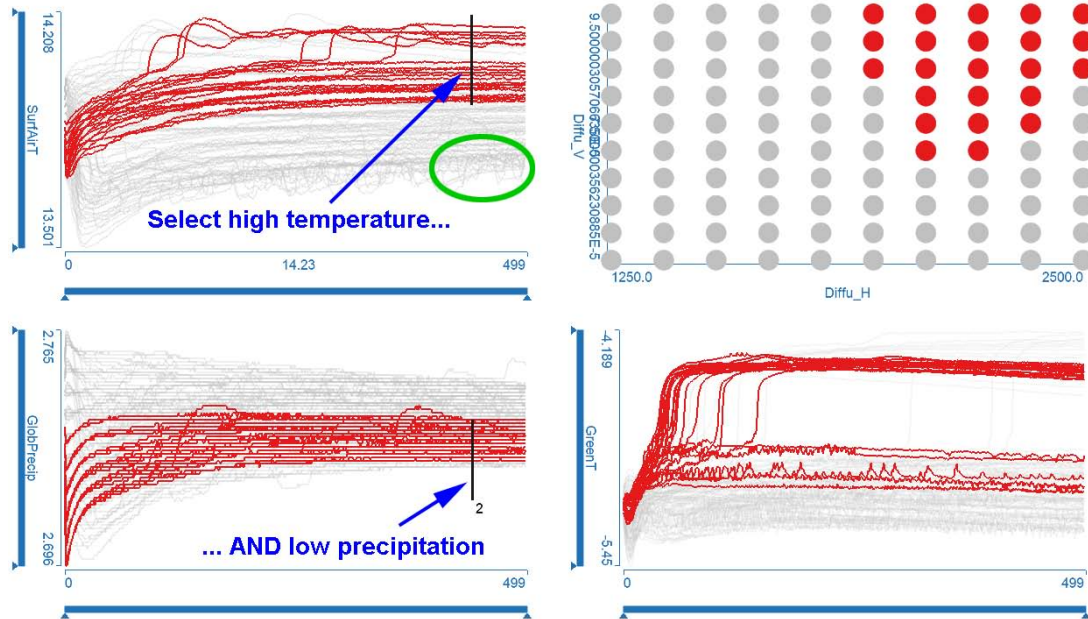 14.208
SurfAirT
13.501
Select high temperature...
0
14.23
499
Diffu_V
1250.0
2500.0
Diffu_H
2.765
GlobPrecip
2.696
2
... AND low precipitation
0
499
-4.189
GreenT
-5.45
0
499